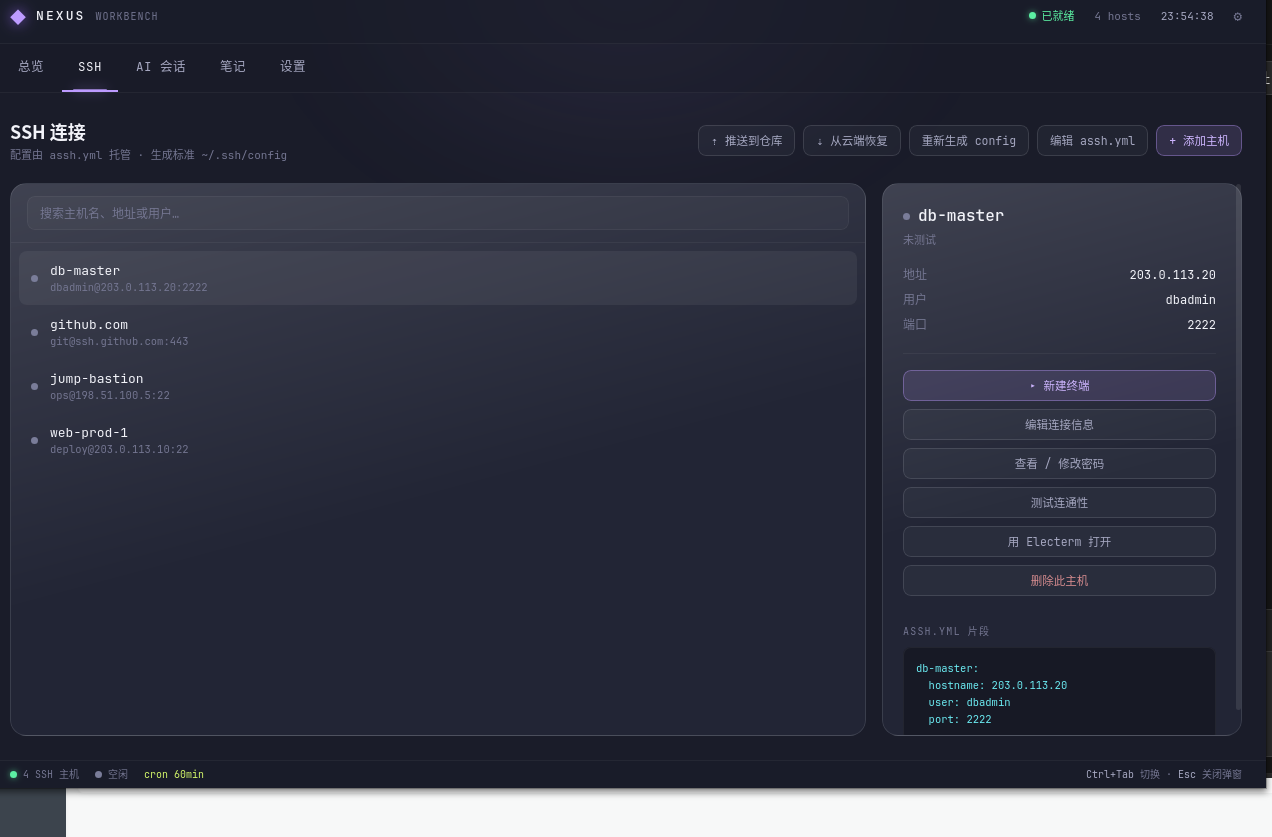 NEXUS WORKBENCH
已就绪 4 hosts 23:54:38
总览 SSH AI 会话 笔记 设置
SSH 连接
配置由 assh.yml 托管 · 生成标准 ~/.ssh/config
↑ 推送到仓库 ↓ 从云端恢复 重新生成 config 编辑 assh.yml + 添加主机
搜索主机名、地址或用户…
db-master
dbadmin@203.0.113.20:2222
github.com
git@ssh.github.com:443
jump-bastion
ops@198.51.100.5:22
web-prod-1
deploy@203.0.113.10:22
db-master
未测试
地址 203.0.113.20
用户 dbadmin
端口 2222
▸ 新建终端
编辑连接信息
查看 / 修改密码
测试连通性
用 Electerm 打开
删除此主机
ASSH.YML 片段
db-master:
hostname: 203.0.113.20
user: dbadmin
port: 2222
4 SSH 主机 空闲 cron 60min
Ctrl+Tab 切换 · Esc 关闭弹窗